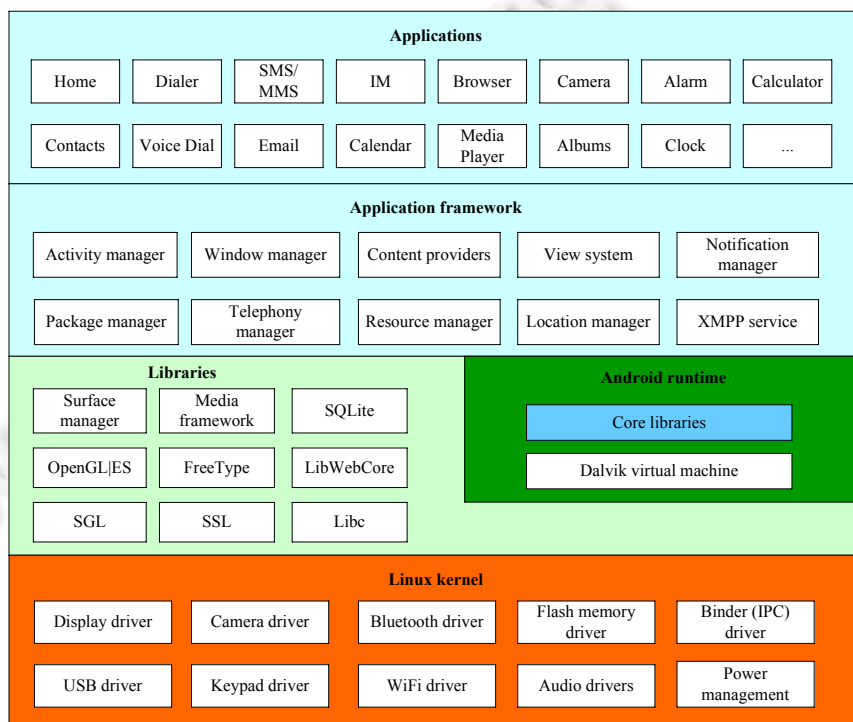 Applications
Home
Dialer
SMS/
MMS
IM
Browser
Camera
Alarm
Calculator
Contacts
Voice Dial
Email
Calendar
Media
Player
Albums
Clock
...
Application framework
Activity manager
Window manager
Content providers
View system
Notification
manager
Package manager
Telephony
manager
Resource manager
Location manager
XMPP service
Libraries
Surface
manager
Media
framework
SQLite
OpenGL|ES
FreeType
LibWebCore
SGL
SSL
Libc
Android runtime
Core libraries
Dalvik virtual machine
Linux kernel
Display driver
Camera driver
Bluetooth driver
Flash memory
driver
Binder (IPC)
driver
USB driver
Keypad driver
WiFi driver
Audio drivers
Power
management